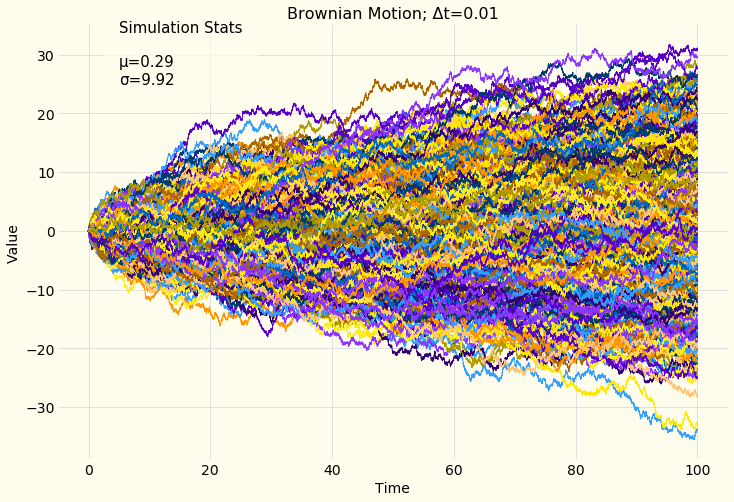 Brownian Motion; Δt=0.01
Simulation Stats
μ=0.29
σ=9.92
Value
30
20
10
0
−10
−20
−30
0 20 40 60 80 100
Time